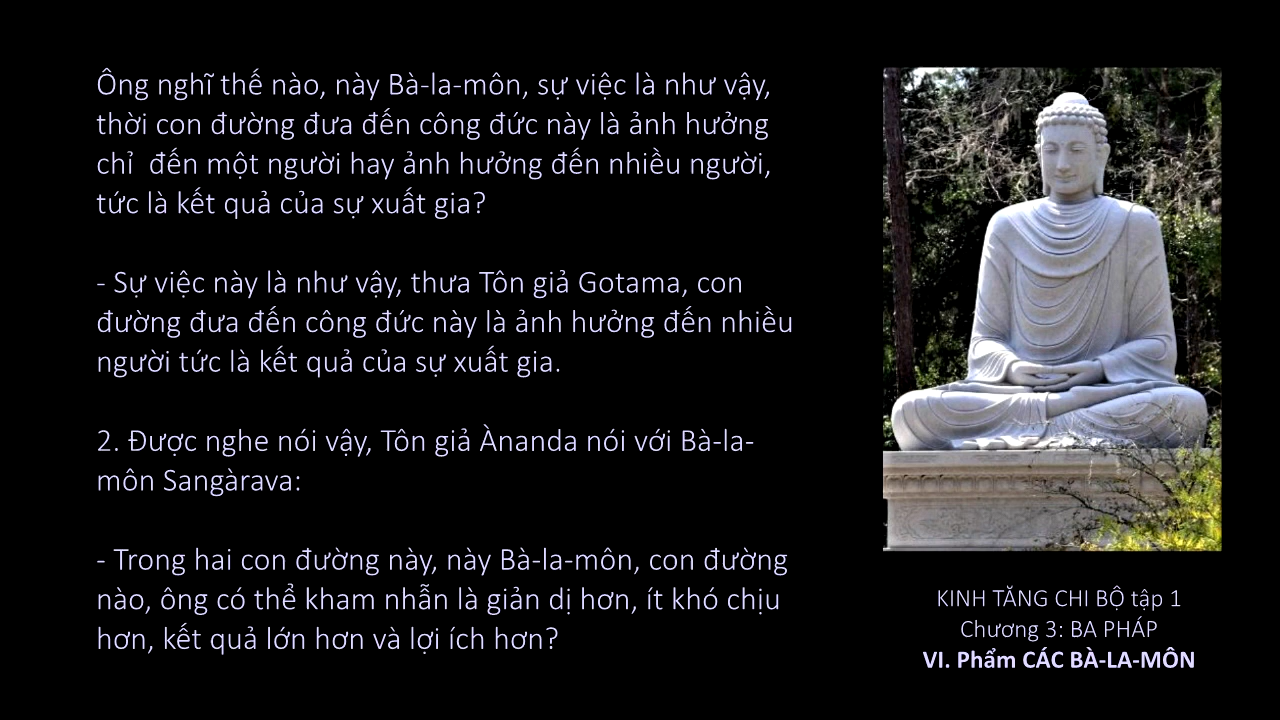 Ông nghĩ thế nào, này Bà-la-môn, sự việc là như vậy,
thời con đường đưa đến công đức này là ảnh hưởng
chỉ  đến một người hay ảnh hưởng đến nhiều người,
tức là kết quả của sự xuất gia?
- Sự việc này là như vậy, thưa Tôn giả Gotama, con
đường đưa đến công đức này là ảnh hưởng đến nhiều
người tức là kết quả của sự xuất gia.
2. Được nghe nói vậy, Tôn giả Ànanda nói với Bà-la-
môn Sangàrava:
- Trong hai con đường này, này Bà-la-môn, con đường
nào, ông có thể kham nhẫn là giản dị hơn, ít khó chịu
hơn, kết quả lớn hơn và lợi ích hơn?
KINH TĂNG CHI BỘ tập 1
Chương 3: BA PHÁP
VI. Phẩm CÁC BÀ-LA-MÔN